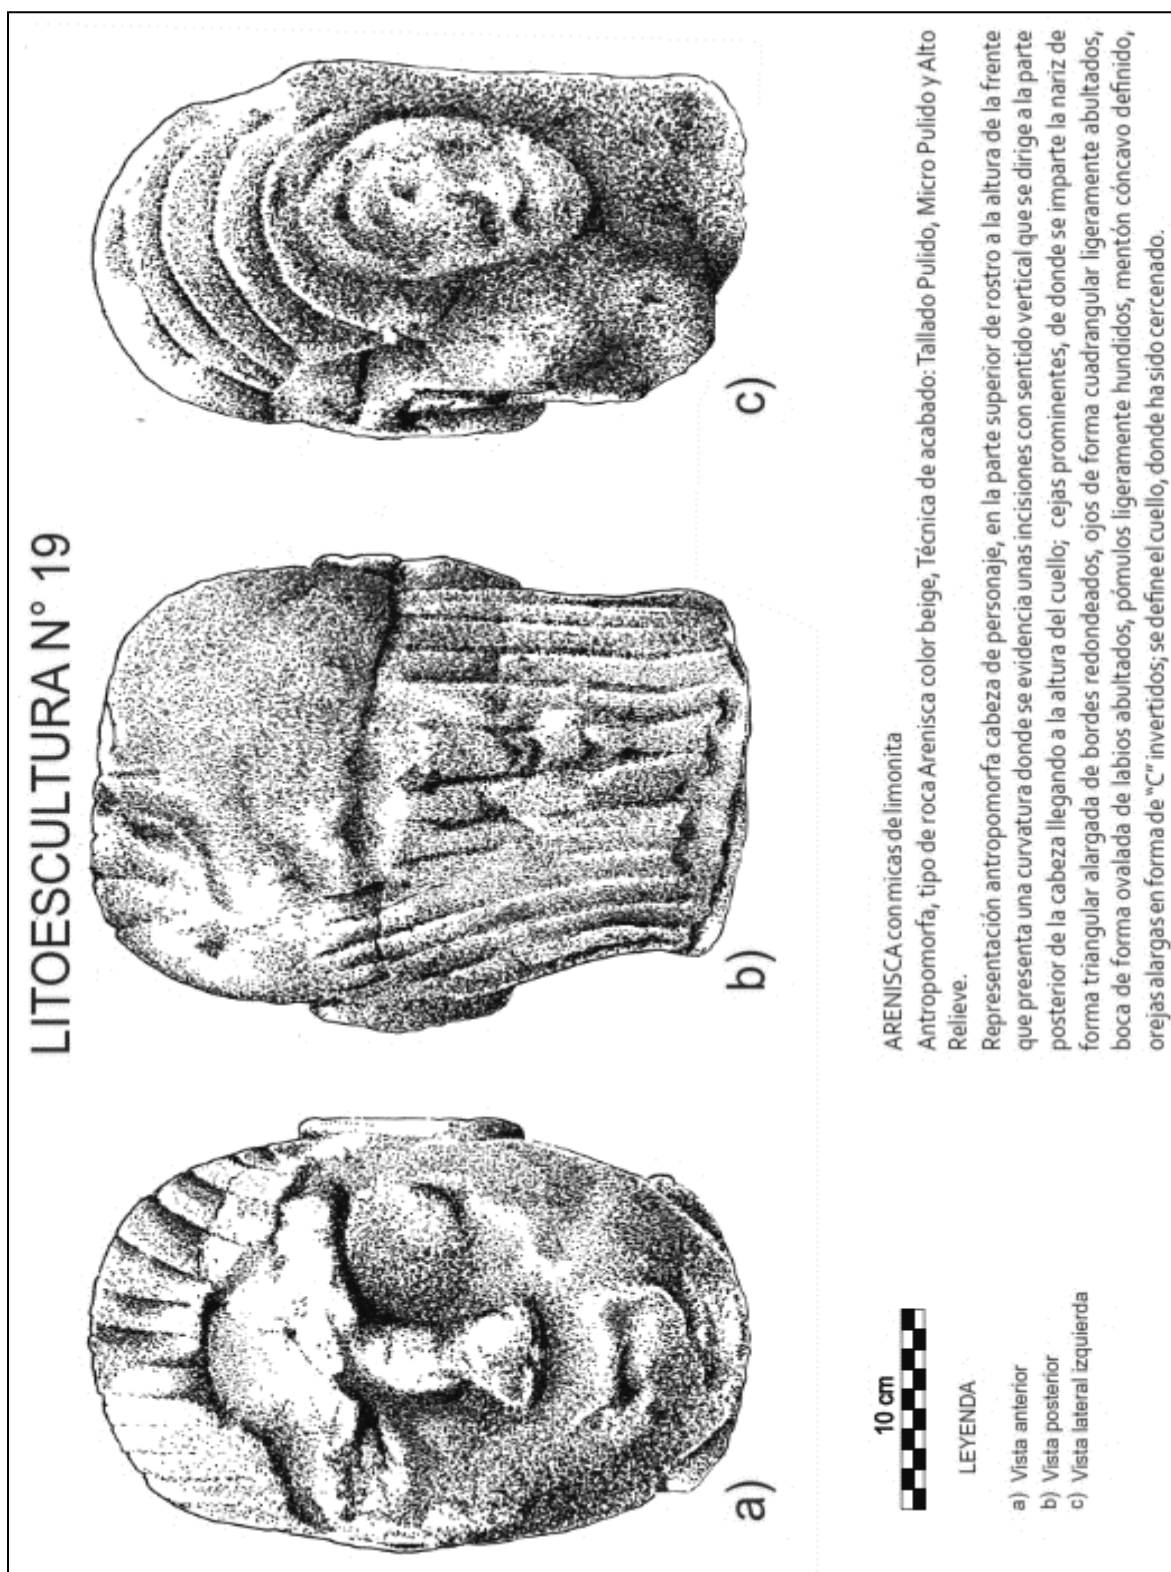 LITOESCULTURA N° 19
a)
b)
c)
10 cm
LEYENDA
a) Vista anterior
b) Vista posterior
c) Vista lateral izquierda
ARENISCA con micas de limonita
Antropomorfa, tipo de roca Arenisca color beige, Técnica de acabado: Tallado Pulido, Micro Pulido y Alto
Relieve.
Representación antropomorfa cabeza de personaje, en la parte superior de rostro a la altura de la frente
que presenta una curvatura donde se evidencia unas incisiones con sentido vertical que se dirige a la parte
posterior de la cabeza llegando a la altura del cuello; cejas prominentes, de donde se imparte la nariz de
forma triangular alargada de bordes redondeados, ojos de forma cuadrangular ligeramente abultados,
boca de forma ovalada de labios abultados, pómulos ligeramente hundidos, mentón cóncavo definido,
orejas alargas en forma de "C" invertidos; se define el cuello, donde ha sido cercenado.